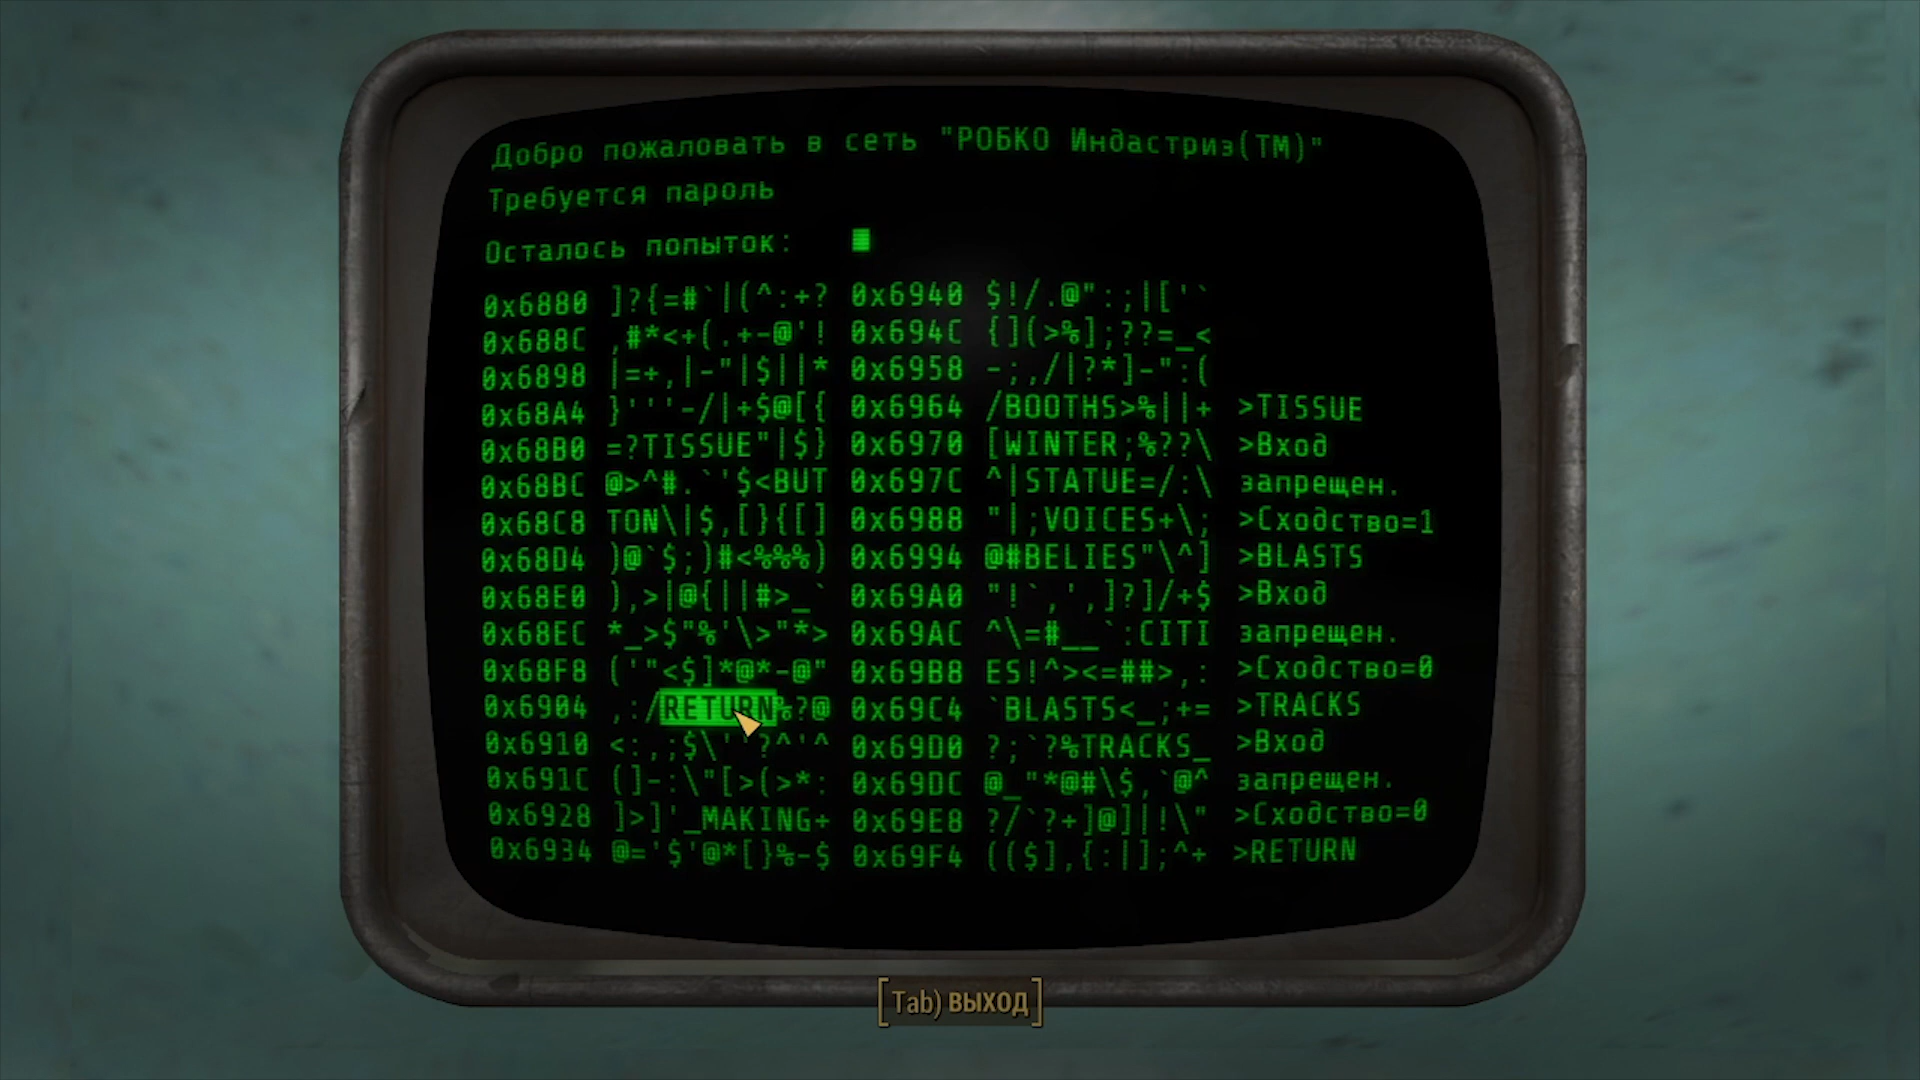 Добро пожаловать в сеть "РОБКО Индастриз(ТМ)"
Требуется пароль
Осталось попыток: ■
0x6880 ]?{=#`|(^:+? 0x6940 $!/.@":;|['`
0x688C ,#*<+(.+-@'! 0x694C {](>%];??=_<
0x6898 |=+,|-"|$||* 0x6958 -;,/|?*]-":(
0x68A4 }'''-/|+$@[{ 0x6964 /BOOTHS>%||+ >TISSUE
0x68B0 =?TISSUE"|$} 0x6970 [WINTER;%??\ >Вход
0x68BC @>^#.`'$<BUT 0x697C ^|STATUE=/:\ запрещен.
0x68C8 TON\|$,[}{[] 0x6988 "|;VOICES+\; >Сходство=1
0x68D4 )@`$;)#<%%%) 0x6994 @#BELIES"\^] >BLASTS
0x68E0 ),>|@{||#>_` 0x69A0 "!`,',]?]/+$ >Вход
0x68EC *_>$"%'\>"*> 0x69AC ^\=#__`:CITI запрещен.
0x68F8 ('"<$]*@*-@" 0x69B8 ES!^><=##>,: >Сходство=0
0x6904 ,:/RETURN%?@ 0x69C4 `BLASTS<_;+= >TRACKS
0x6910 <:,;$\''?^'^ 0x69D0 ?;`?%TRACKS_ >Вход
0x691C (]-:\"[>(>*: 0x69DC @_"*@#\$,`@^ запрещен.
0x6928 ]>]'_MAKING+ 0x69E8 ?/`?+]@]|!\" >Сходство=0
0x6934 @='$'@*[}%-$ 0x69F4 (($],{:|];^+ >RETURN
[Tab) ВЫХОД]